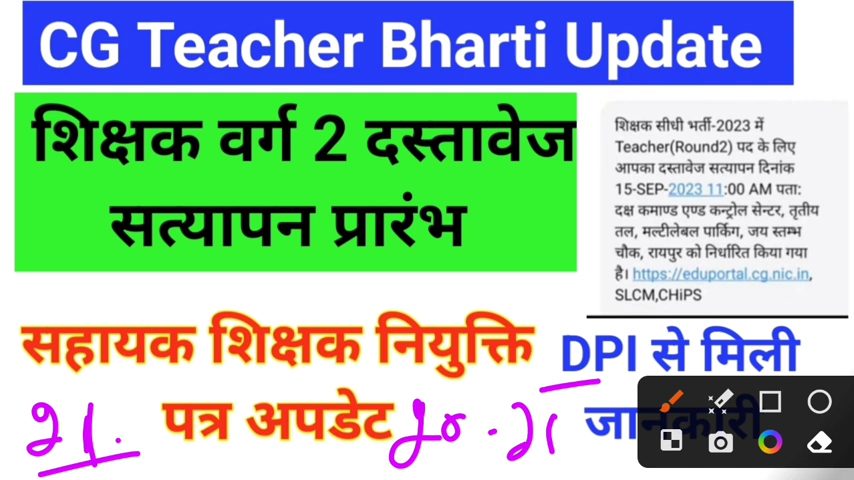 CG Teacher Bharti Update
शिक्षक वर्ग 2 दस्तावेज
सत्यापन प्रारंभ
शिक्षक सीधी भर्ती-2023 में
Teacher(Round2) पद के लिए
आपका दस्तावेज सत्यापन दिनांक
15-SEP-2023 11:00 AM पता:
दक्ष कमाण्ड एण्ड कन्ट्रोल सेन्टर, तृतीय
तल, मल्टीलेबल पार्किग, जय स्तम्भ
चौक, रायपुर को निर्धारित किया गया
है। https://eduportal.cg.nic.in,
SLCM,CHiPS
सहायक शिक्षक नियुक्ति
पत्र अपडेट
DPI से मिली
जानकारी